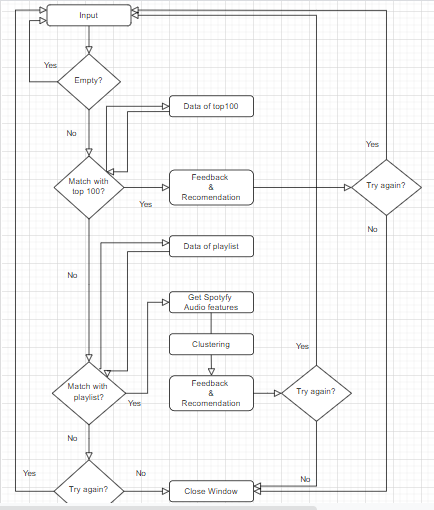 Input
Yes
Empty?
Data of top100
No
Yes
Match with
top 100?
Feedback
&
Recomendation
Try again?
Yes
No
Data of playlist
No
Get Spotyfy
Audio features
Yes
Clustering
Match with
playlist?
Feedback
&
Recomendation
Try again?
Yes
No
Yes
No
No
Try again?
Close Window